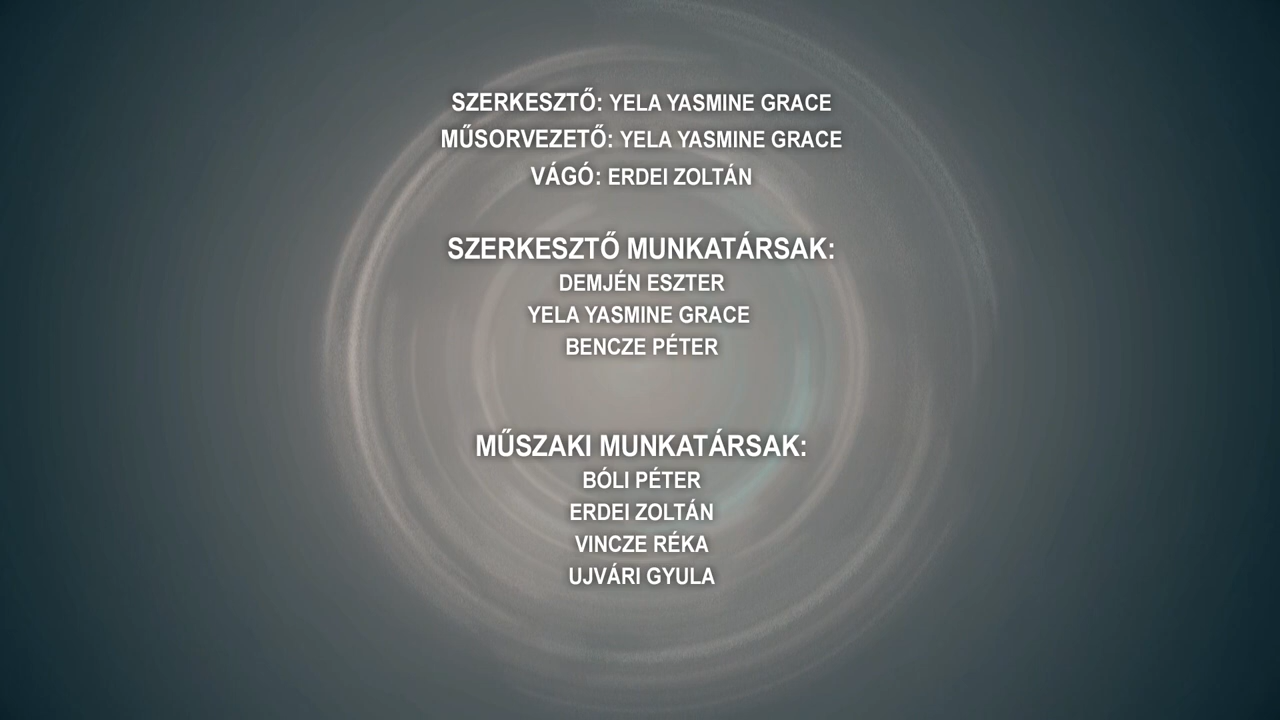 SZERKESZTŐ: YELA YASMINE GRACE
MŰSORVEZETŐ: YELA YASMINE GRACE
VÁGÓ: ERDEI ZOLTÁN
SZERKESZTŐ MUNKATÁRSAK:
DEMJÉN ESZTER
YELA YASMINE GRACE
BENCZE PÉTER
MŰSZAKI MUNKATÁRSAK:
BÓLI PÉTER
ERDEI ZOLTÁN
VINCZE RÉKA
UJVÁRI GYULA